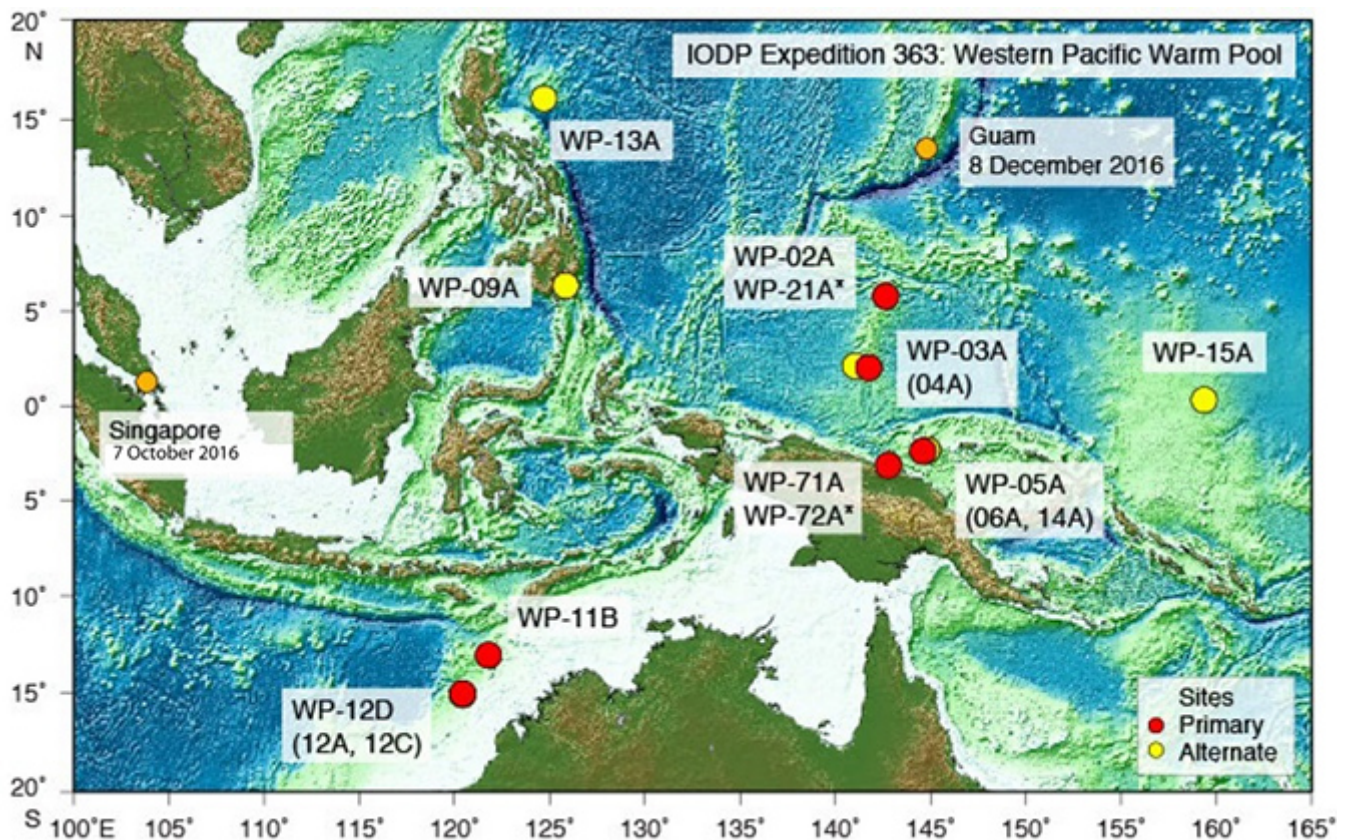 20°
N
IODP Expedition 363: Western Pacific Warm Pool
15°
WP-13A
Guam
8 December 2016
10°
WP-02A
WP-21A*
WP-09A
5°
WP-03A
(04A)
WP-15A
0°
Singapore
7 October 2016
WP-71A
WP-72A*
WP-05A
(06A, 14A)
5°
10°
WP-11B
15°
WP-12D
(12A, 12C)
Sites
Primary
Alternate
20°
S
100°E 105° 110° 115° 120° 125° 130° 135° 140° 145° 150° 155° 160° 165°